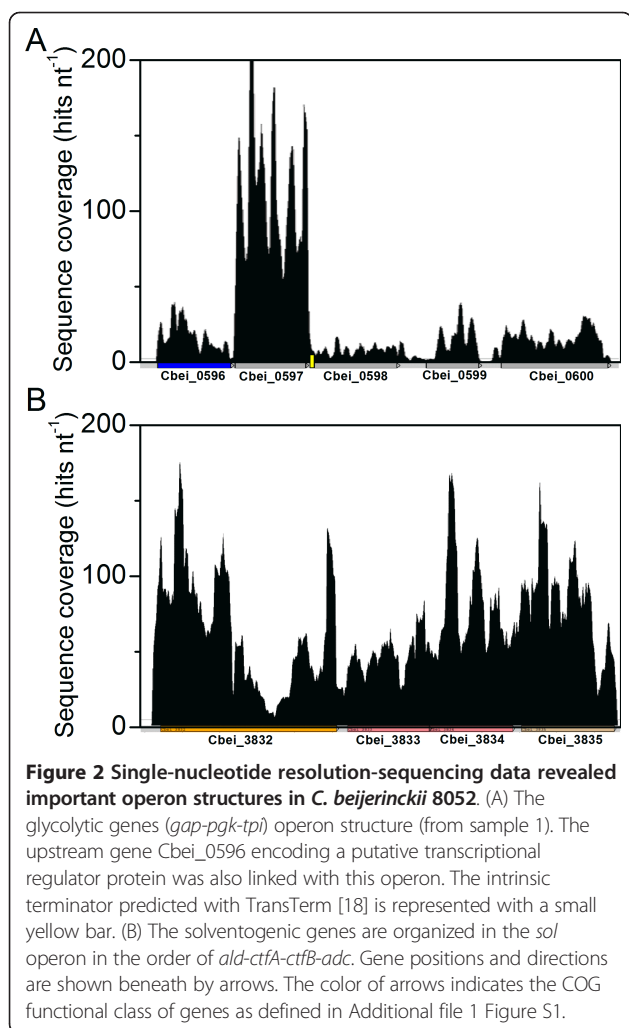 A
200
100
0
Sequence coverage (hits nt-1)
Cbei_0596 Cbei_0597 Cbei_0598 Cbei_0599 Cbei_0600
B
200
100
0
Sequence coverage (hits nt-1)
Cbei_3832 Cbei_3833 Cbei_3834 Cbei_3835
Figure 2 Single-nucleotide resolution-sequencing data revealed
important operon structures in C. beijerinckii 8052. (A) The
glycolytic genes (gap-pgk-tpi) operon structure (from sample 1). The
upstream gene Cbei_0596 encoding a putative transcriptional
regulator protein was also linked with this operon. The intrinsic
terminator predicted with TransTerm [18] is represented with a small
yellow bar. (B) The solventogenic genes are organized in the sol
operon in the order of ald-ctfA-ctfB-adc. Gene positions and directions
are shown beneath by arrows. The color of arrows indicates the COG
functional class of genes as defined in Additional file 1 Figure S1.